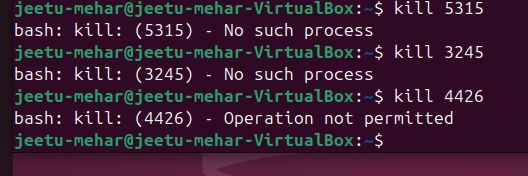 jeetu-mehar@jeetu-mehar-VirtualBox:~$ kill 5315
bash: kill: (5315) - No such process
jeetu-mehar@jeetu-mehar-VirtualBox:~$ kill 3245
bash: kill: (3245) - No such process
jeetu-mehar@jeetu-mehar-VirtualBox:~$ kill 4426
bash: kill: (4426) - Operation not permitted
jeetu-mehar@jeetu-mehar-VirtualBox:~$